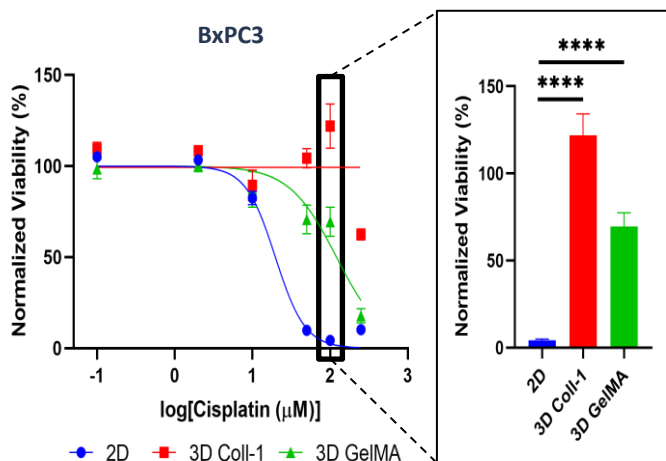 BxPC3
Normalized Viability (%)
150
100
50
0
-1
0
1
2
3
log[Cisplatin (μM)]
2D
3D Coll-1
3D GelMA
Normalized Viability (%)
150
100
50
0
****
****
2D
3D Coll-1
3D GelMA